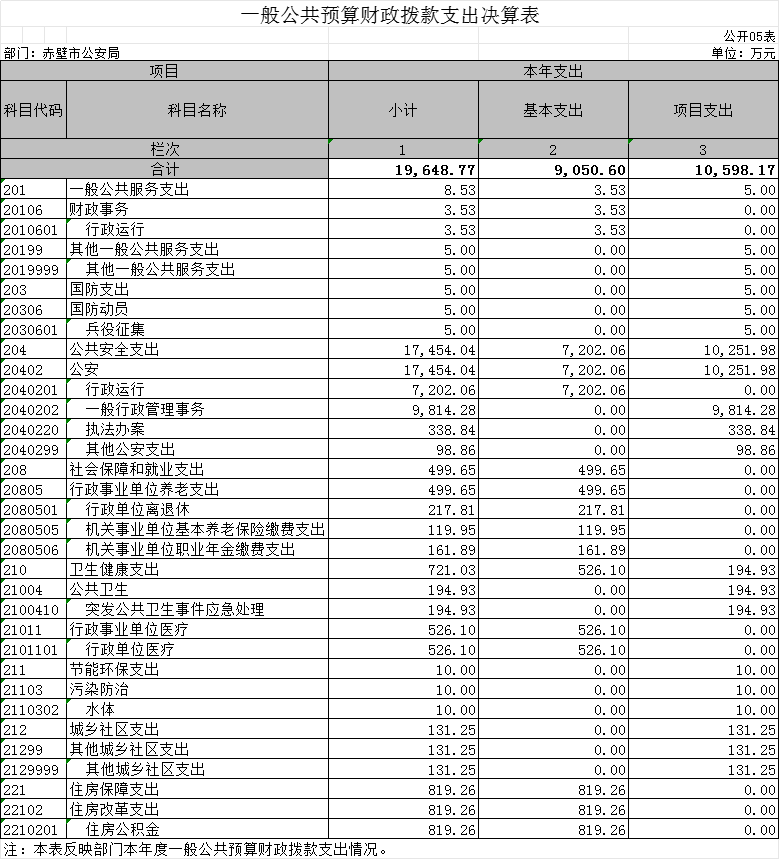 一般公共预算财政拨款支出决算表
公开05表
部门：赤壁市公安局 单位：万元
项目 本年支出
科目代码 科目名称 小计 基本支出 项目支出
栏次 1 2 3
合计 19,648.77 9,050.60 10,598.17
201 一般公共服务支出 8.53 3.53 5.00
20106 财政事务 3.53 3.53 0.00
2010601 行政运行 3.53 3.53 0.00
20199 其他一般公共服务支出 5.00 0.00 5.00
2019999 其他一般公共服务支出 5.00 0.00 5.00
203 国防支出 5.00 0.00 5.00
20306 国防动员 5.00 0.00 5.00
2030601 兵役征集 5.00 0.00 5.00
204 公共安全支出 17,454.04 7,202.06 10,251.98
20402 公安 17,454.04 7,202.06 10,251.98
2040201 行政运行 7,202.06 7,202.06 0.00
2040202 一般行政管理事务 9,814.28 0.00 9,814.28
2040220 执法办案 338.84 0.00 338.84
2040299 其他公安支出 98.86 0.00 98.86
208 社会保障和就业支出 499.65 499.65 0.00
20805 行政事业单位养老支出 499.65 499.65 0.00
2080501 行政单位离退休 217.81 217.81 0.00
2080505 机关事业单位基本养老保险缴费支出 119.95 119.95 0.00
2080506 机关事业单位职业年金缴费支出 161.89 161.89 0.00
210 卫生健康支出 721.03 526.10 194.93
21004 公共卫生 194.93 0.00 194.93
2100410 突发公共卫生事件应急处理 194.93 0.00 194.93
21011 行政事业单位医疗 526.10 526.10 0.00
2101101 行政单位医疗 526.10 526.10 0.00
211 节能环保支出 10.00 0.00 10.00
21103 污染防治 10.00 0.00 10.00
2110302 水体 10.00 0.00 10.00
212 城乡社区支出 131.25 0.00 131.25
21299 其他城乡社区支出 131.25 0.00 131.25
2129999 其他城乡社区支出 131.25 0.00 131.25
221 住房保障支出 819.26 819.26 0.00
22102 住房改革支出 819.26 819.26 0.00
2210201 住房公积金 819.26 819.26 0.00
注：本表反映部门本年度一般公共预算财政拨款支出情况。